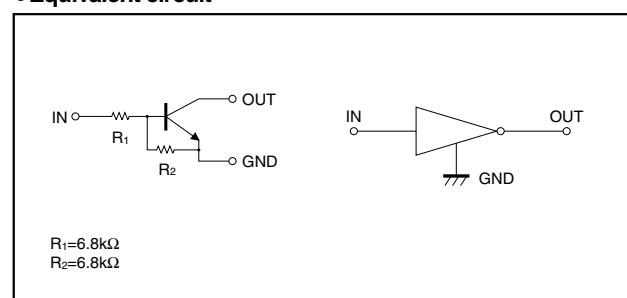 ●Equivalent circuit
IN
R1
R2
OUT
GND
IN
OUT
GND
R1=6.8kΩ
R2=6.8kΩ